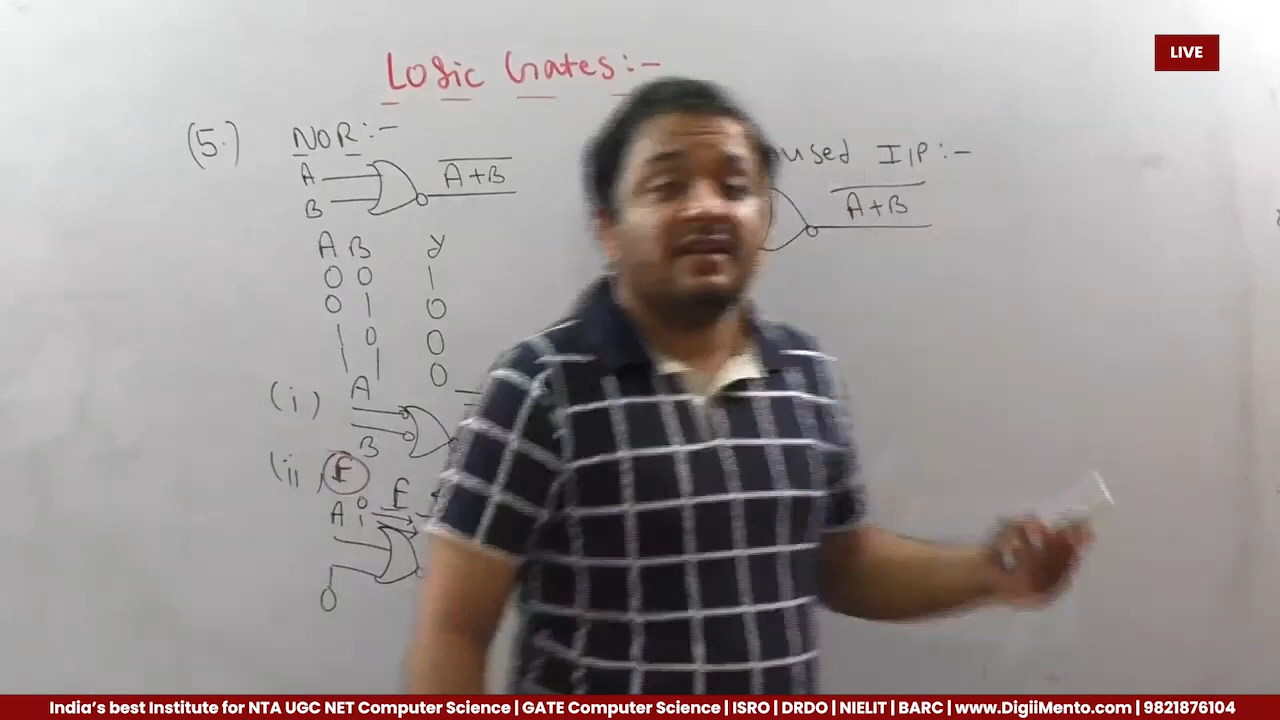 LIVE
Logic Gates:-
(5.) NOR:-
A
B
A+B
A B y
0 0 1
0 1 0
1 0 0
1 1 0
(i) A
B
(ii) F
A 0 F
1
0
used I/P:-
A+B
India's best Institute for NTA UGC NET Computer Science | GATE Computer Science | ISRO | DRDO | NIELIT | BARC | www.DigiiMento.com | 9821876104